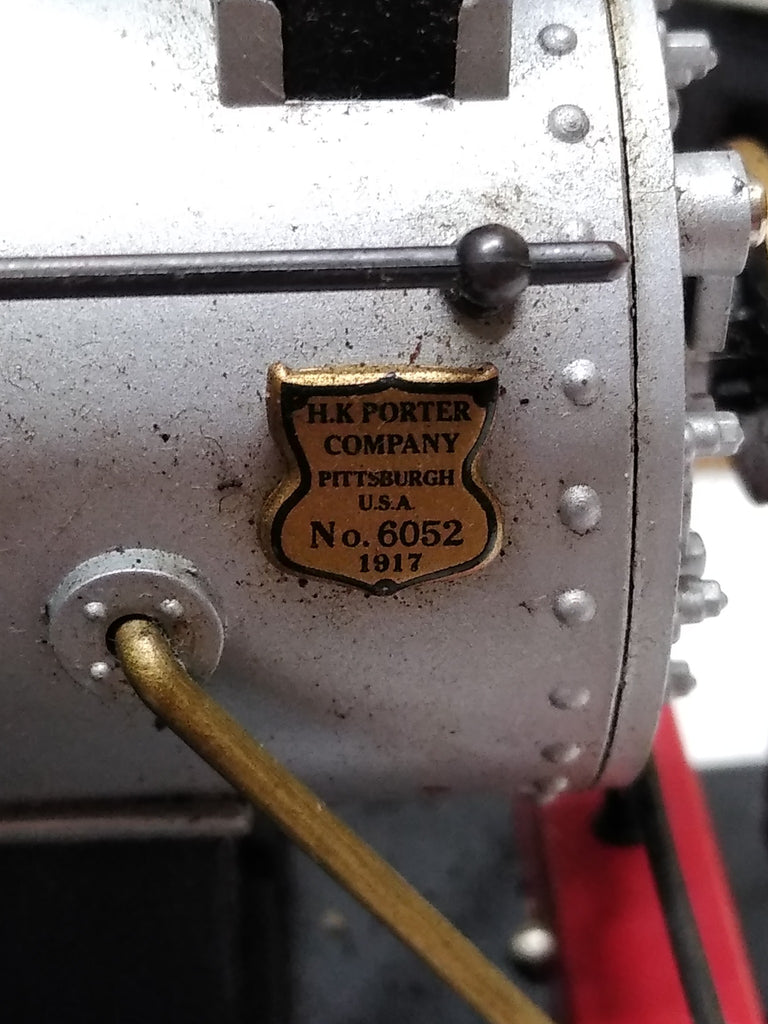 H.K PORTER
COMPANY
PITTSBURGH
U.S.A.
No. 6052
1917